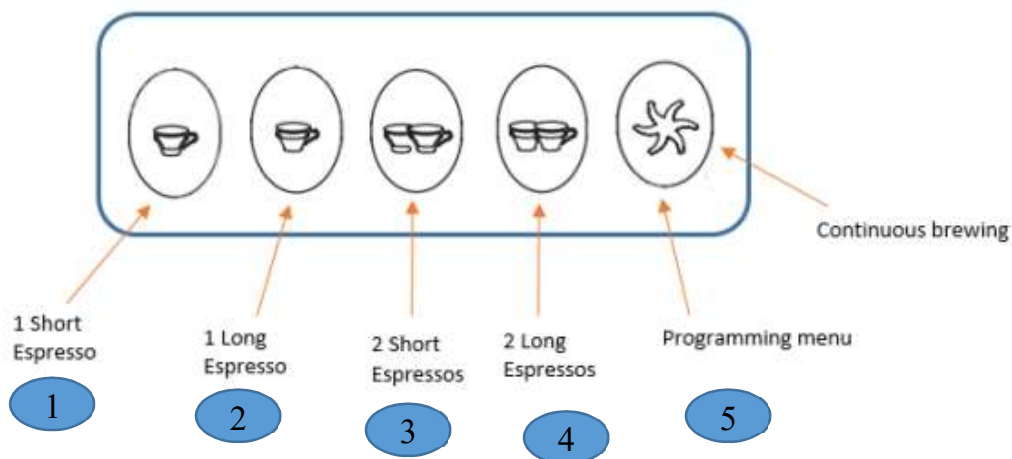 Continuous brewing
1 Short
Espresso
1 Long
Espresso
2 Short
Espressos
2 Long
Espressos
Programming menu
1
2
3
4
5